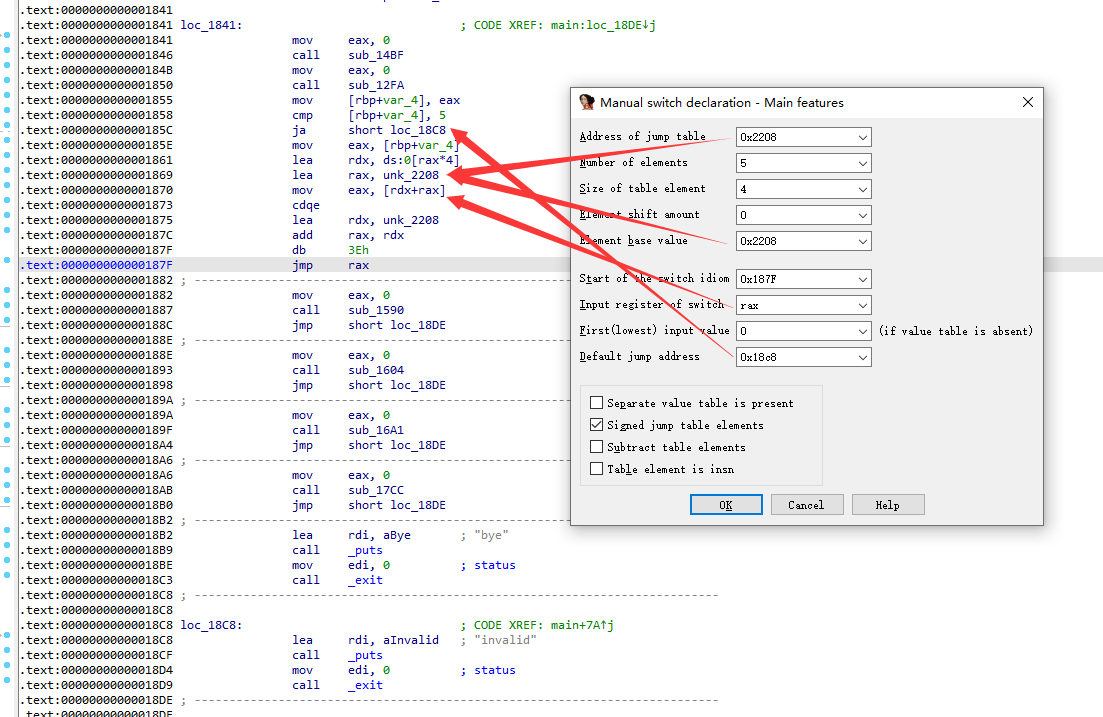 .text:0000000000001841
.text:0000000000001841 loc_1841: ; CODE XREF: main:loc_18DE↓j
.text:0000000000001841 mov eax, 0
.text:0000000000001846 call sub_14BF
.text:000000000000184B mov eax, 0
.text:0000000000001850 call sub_12FA
.text:0000000000001855 mov [rbp+var_4], eax
.text:0000000000001858 cmp [rbp+var_4], 5
.text:000000000000185C ja short loc_18C8
.text:000000000000185E mov eax, [rbp+var_4]
.text:0000000000001861 lea rdx, ds:0[rax*4]
.text:0000000000001869 lea rax, unk_2208
.text:0000000000001870 mov eax, [rdx+rax]
.text:0000000000001873 cdqe
.text:0000000000001875 lea rdx, unk_2208
.text:000000000000187C add rax, rdx
.text:000000000000187F db 3Eh
.text:000000000000187F jmp rax
.text:0000000000001882 ; ---------------------------------------------------------------------------
.text:0000000000001882 mov eax, 0
.text:0000000000001887 call sub_1590
.text:000000000000188C jmp short loc_18DE
.text:000000000000188E ; ---------------------------------------------------------------------------
.text:000000000000188E mov eax, 0
.text:0000000000001893 call sub_1604
.text:0000000000001898 jmp short loc_18DE
.text:000000000000189A ; ---------------------------------------------------------------------------
.text:000000000000189A mov eax, 0
.text:000000000000189F call sub_16A1
.text:00000000000018A4 jmp short loc_18DE
.text:00000000000018A6 ; ---------------------------------------------------------------------------
.text:00000000000018A6 mov eax, 0
.text:00000000000018AB call sub_17CC
.text:00000000000018B0 jmp short loc_18DE
.text:00000000000018B2 ; ---------------------------------------------------------------------------
.text:00000000000018B2 lea rdi, aBye ; "bye"
.text:00000000000018B9 call _puts
.text:00000000000018BE mov edi, 0 ; status
.text:00000000000018C3 call _exit
.text:00000000000018C8 ; ---------------------------------------------------------------------------
.text:00000000000018C8
.text:00000000000018C8 loc_18C8: ; CODE XREF: main+7A↑j
.text:00000000000018C8 lea rdi, aInvalid ; "invalid"
.text:00000000000018CF call _puts
.text:00000000000018D4 mov edi, 0 ; status
.text:00000000000018D9 call _exit
.text:00000000000018DE ; ---------------------------------------------------------------------------
.text:00000000000018DE
Manual switch declaration - Main features
Address of jump table 0x2208
Number of elements 5
Size of table element 4
Element shift amount 0
Element base value 0x2208
Start of the switch idiom 0x187F
Input register of switch rax
First(lowest) input value 0 (if value table is absent)
Default jump address 0x18c8
Separate value table is present
Signed jump table elements
Subtract table elements
Table element is insn
OK Cancel Help